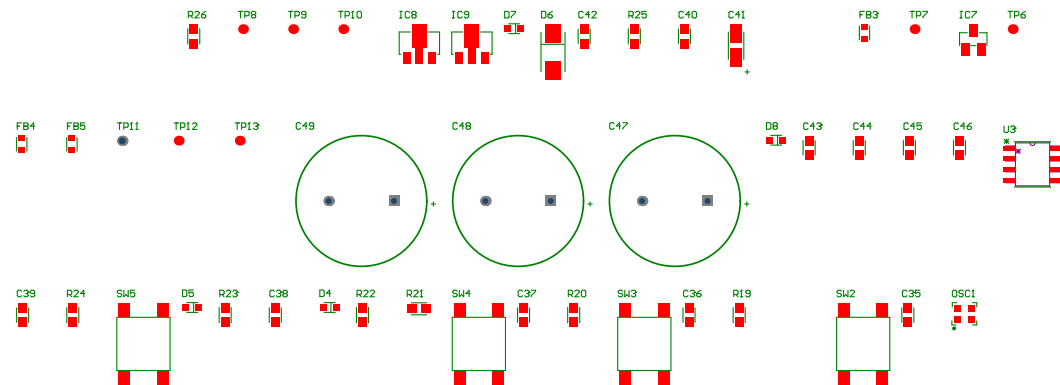 R26 TP8 TP9 TP10 IC8 IC9 D7 D6 C42 R25 C40 C41 FB3 TP7 IC7 TP6
FB4 FB5 TP11 TP12 TP13 C49 C48 C47 D8 C43 C44 C45 C46 U3
C39 R24 SW5 D5 R23 C38 D4 R22 R21 SW4 C37 R20 SW3 C36 R19 SW2 C35 OSC1